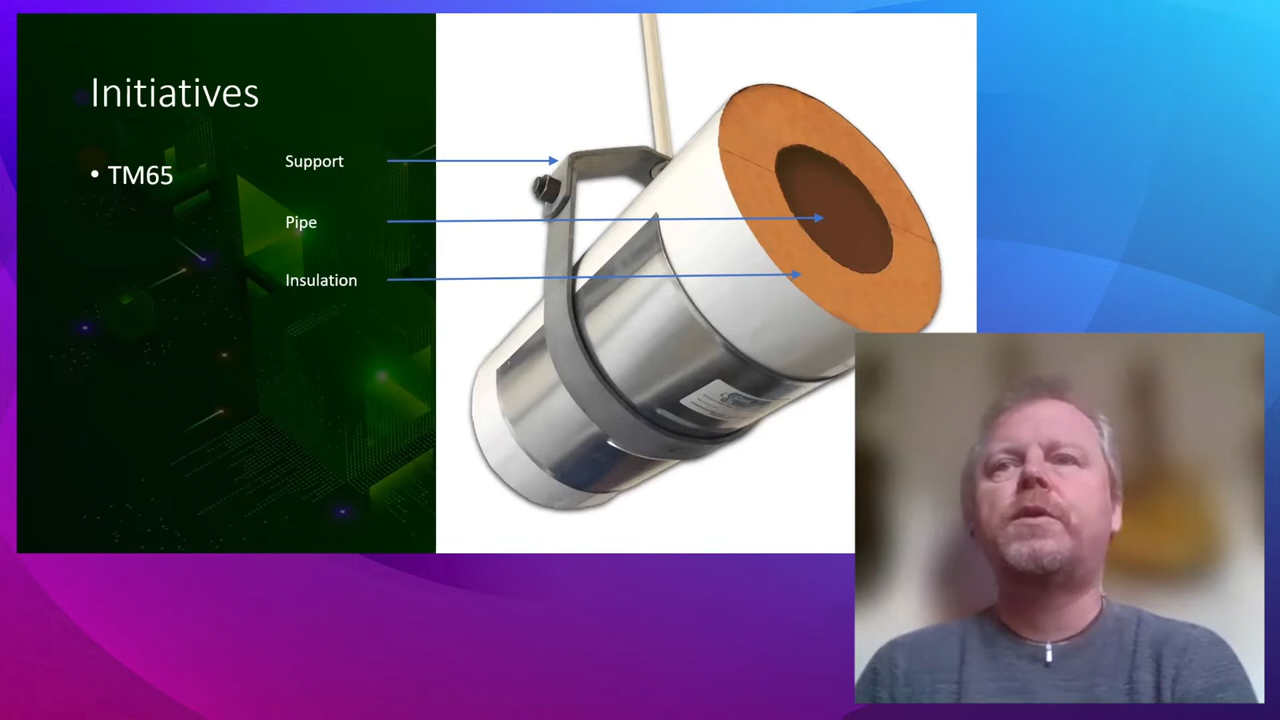 Initiatives
• TM65
Support
Pipe
Insulation